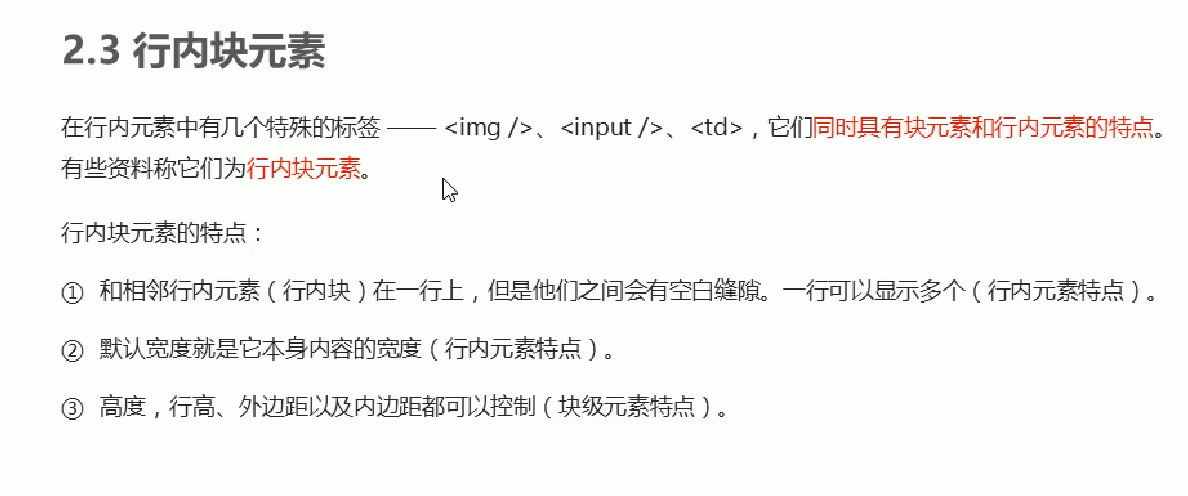 2.3 行内块元素
在行内元素中有几个特殊的标签 —— <img />、<input />、<td>，它们同时具有块元素和行内元素的特点。
有些资料称它们为行内块元素。
行内块元素的特点：
① 和相邻行内元素（行内块）在一行上，但是他们之间会有空白缝隙。一行可以显示多个（行内元素特点）。
② 默认宽度就是它本身内容的宽度（行内元素特点）。
③ 高度，行高、外边距以及内边距都可以控制（块级元素特点）。